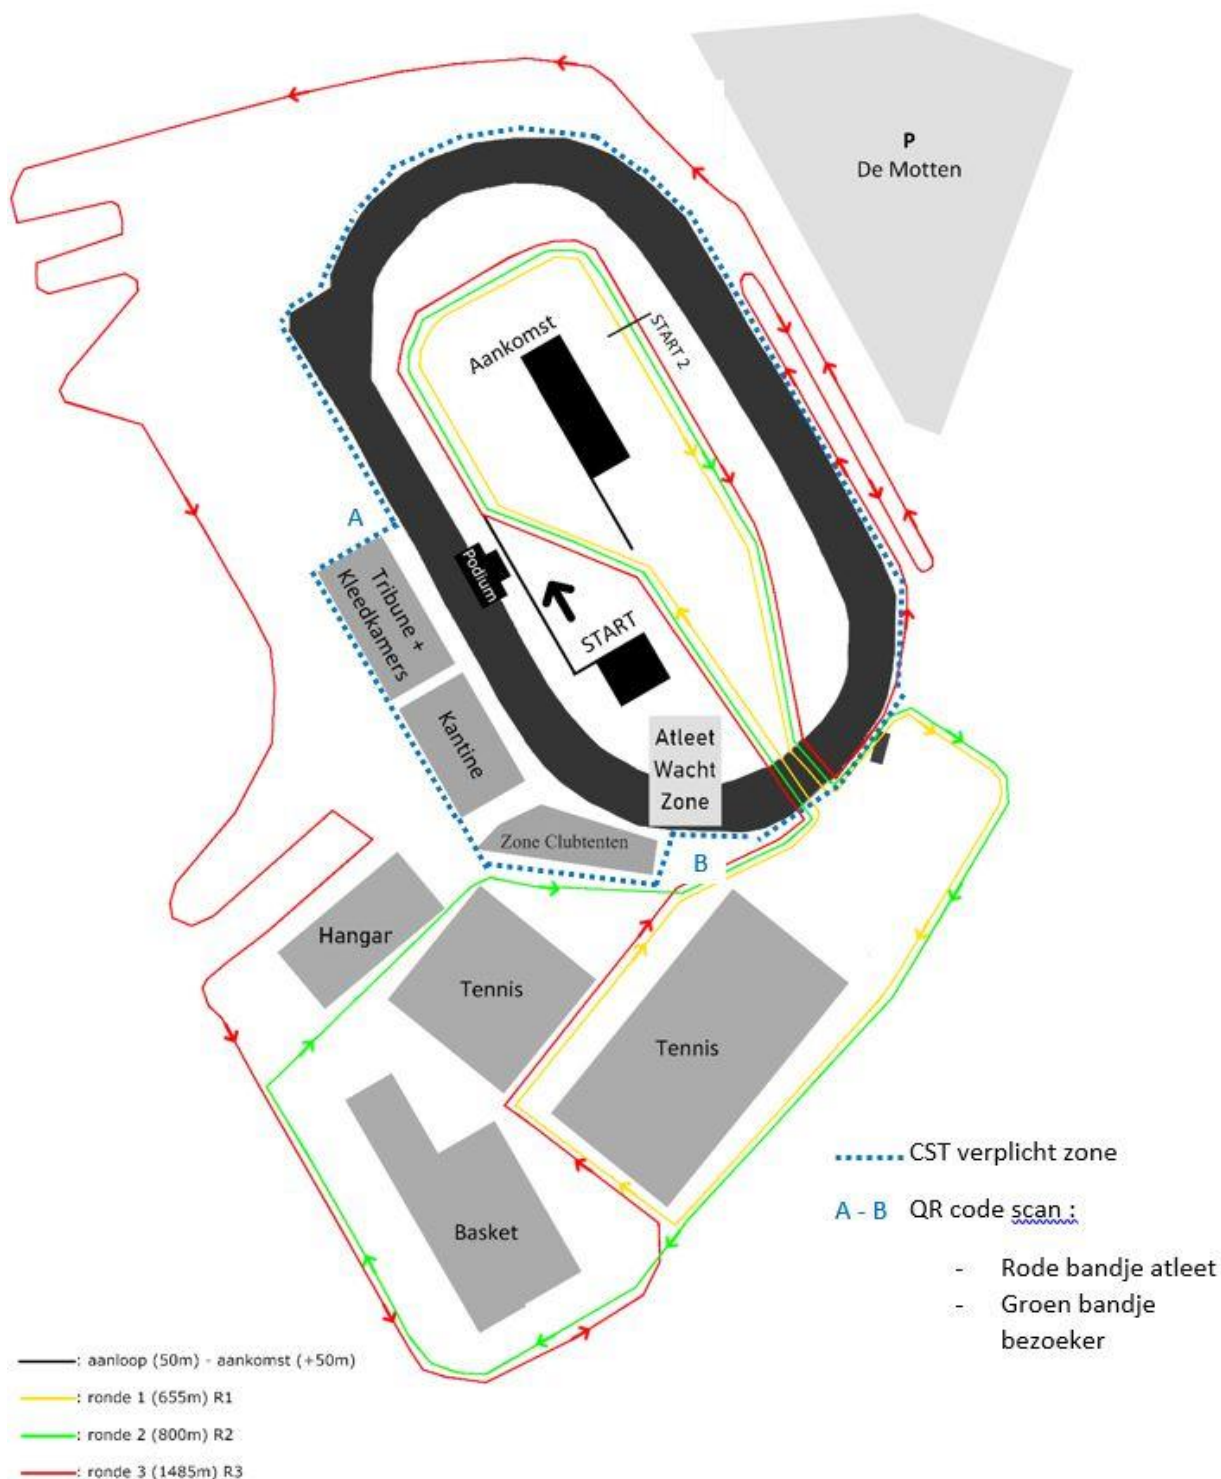 P
De Motten
START 2
Aankomst
A
Podium
Tribune +
Kleedkamers
START
Kantine
Atleet
Wacht
Zone
Zone Clubtenten
B
Hangar
Tennis
Tennis
Basket
CST verplicht zone
A - B QR code scan :
- Rode bandje atleet
- Groen bandje
bezoeker
: aanloop (50m) - aankomst (+50m)
: ronde 1 (655m) R1
: ronde 2 (800m) R2
: ronde 3 (1485m) R3